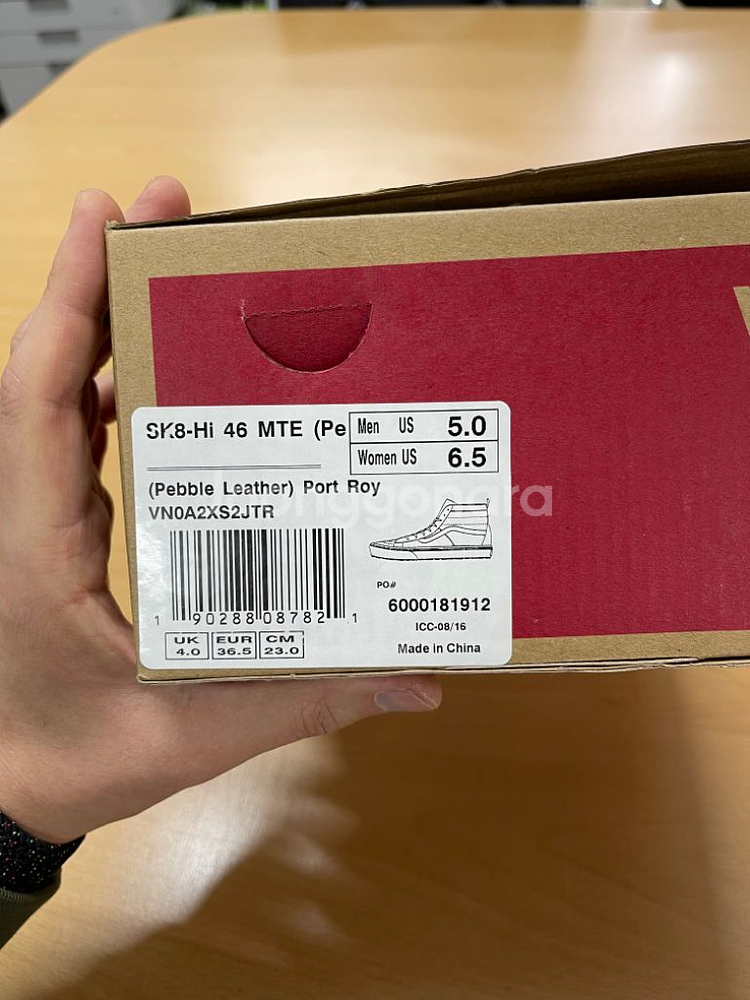 SK8-Hi 46 MTE (Pe
Men US 5.0
Women US 6.5
(Pebble Leather) Port Roy
VN0A2XS2JTR
joonggonara
PO#
6000181912
1 90288 08782 1
ICC-08/16
UK EUR CM
4.0 36.5 23.0
Made in China